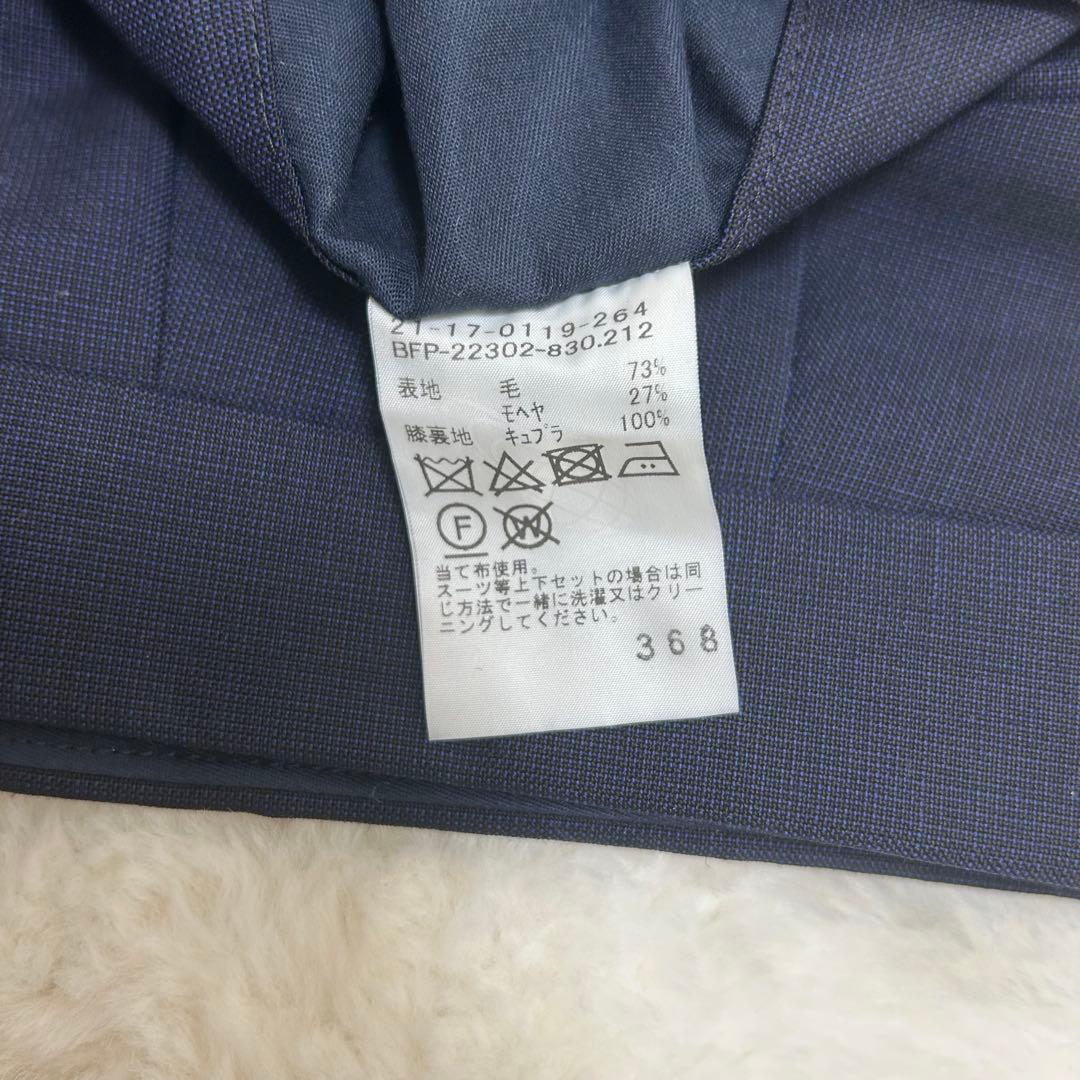 21-17-0119-264
BFP-22302-830.212
表地 毛 73%
モヘヤ 27%
膝裏地 キュプラ 100%
F W
当て布使用。
スーツ等上下セットの場合は同
じ方法で一緒に洗濯又はクリー
ニングしてください。
368